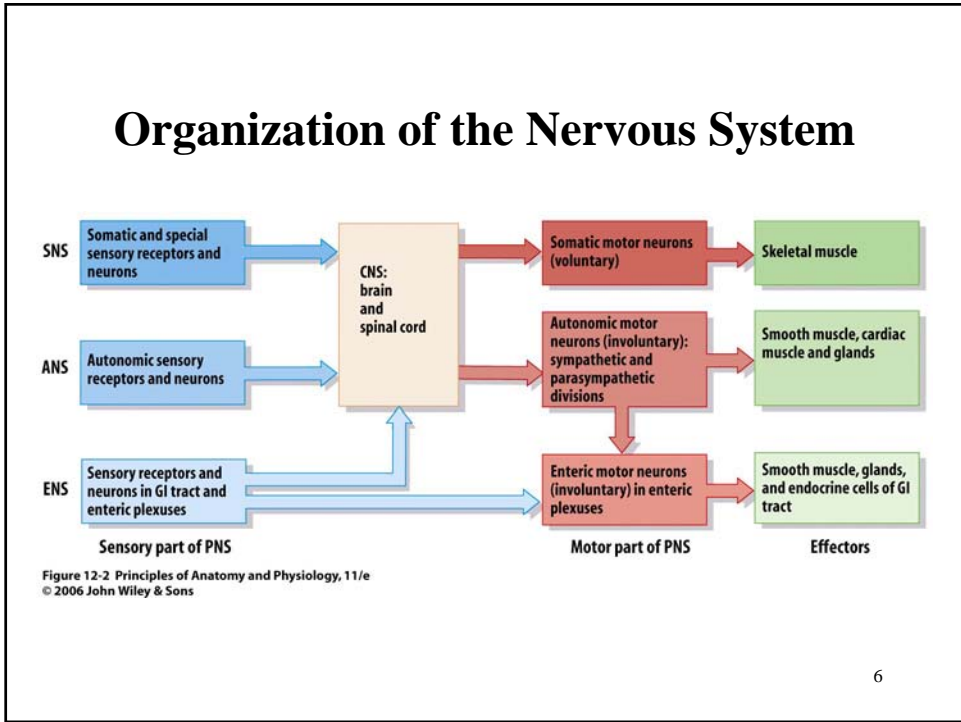 Organization of the Nervous System
SNS
Somatic and special
sensory receptors and
neurons
CNS:
brain
and
spinal cord
Somatic motor neurons
(voluntary)
Skeletal muscle
ANS
Autonomic sensory
receptors and neurons
Autonomic motor
neurons (involuntary):
sympathetic and
parasympathetic
divisions
Smooth muscle, cardiac
muscle and glands
ENS
Sensory receptors and
neurons in GI tract and
enteric plexuses
Enteric motor neurons
(involuntary) in enteric
plexuses
Smooth muscle, glands,
and endocrine cells of GI
tract
Sensory part of PNS
Motor part of PNS
Effectors
Figure 12-2 Principles of Anatomy and Physiology, 11/e
© 2006 John Wiley & Sons
6